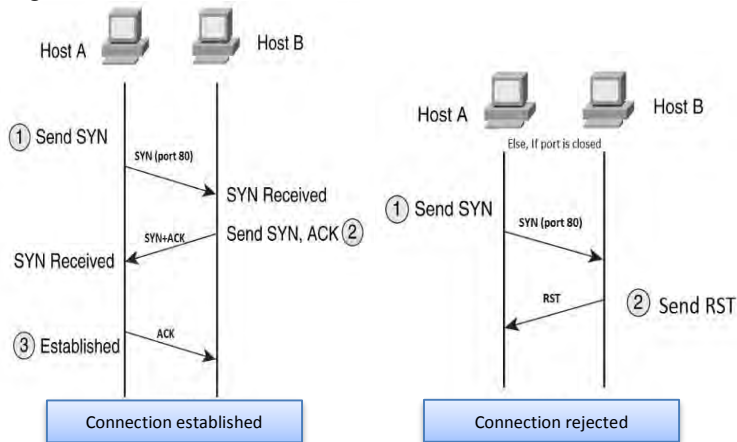 Host A
Host B
① Send SYN
SYN (port 80)
SYN Received
SYN+ACK
Send SYN, ACK ②
SYN Received
ACK
③ Established
Connection established
Host A
Host B
Else, If port is closed
① Send SYN
SYN (port 80)
RST
② Send RST
Connection rejected